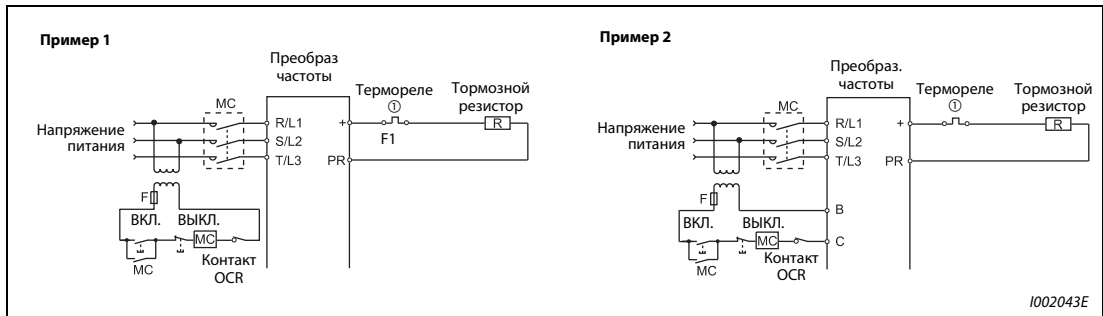 Пример 1
Преобраз
частоты
MC
Напряжение
питания
R/L1
S/L2
T/L3
+
PR
Термореле
①
F1
Тормозной
резистор
R
F
ВКЛ.
ВЫКЛ.
MC
MC
Контакт
OCR
Пример 2
Преобраз.
частоты
MC
Напряжение
питания
R/L1
S/L2
T/L3
+
PR
Термореле
①
Тормозной
резистор
R
F
B
ВКЛ.
ВЫКЛ.
MC
C
MC
Контакт
OCR
I002043E